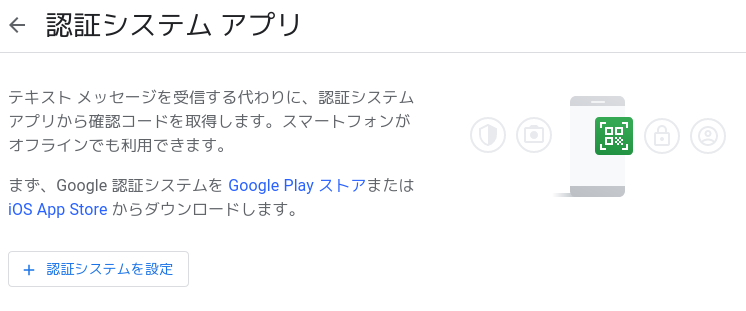 認証システム アプリ
テキスト メッセージを受信する代わりに、認証システム
アプリから確認コードを取得します。スマートフォンが
オフラインでも利用できます。
まず、Google 認証システムを Google Play ストアまたは
iOS App Store からダウンロードします。
+ 認証システムを設定